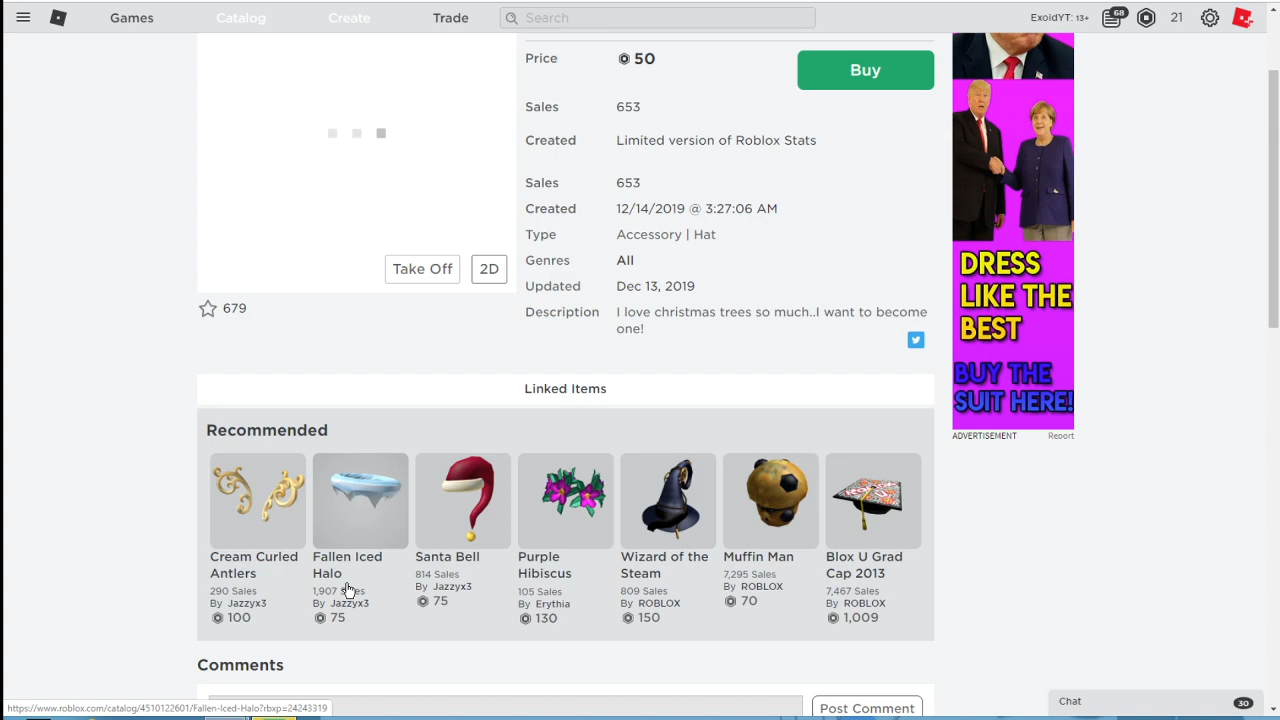 Games
Catalog
Create
Trade
Search
ExoidYT: 13+
68
21
Price
50
Buy
Sales
653
Created
Limited version of Roblox Stats
Sales
653
Created
12/14/2019 @ 3:27:06 AM
Type
Accessory | Hat
Genres
All
Updated
Dec 13, 2019
Description
I love christmas trees so much..I want to become
one!
Take Off
2D
679
DRESS
LIKE THE
BEST
BUY THE
SUIT HERE!
ADVERTISEMENT
Report
Linked Items
Recommended
Cream Curled
Antlers
290 Sales
By Jazzyx3
100
Fallen Iced
Halo
1,907 Sales
By Jazzyx3
75
Santa Bell
814 Sales
By Jazzyx3
75
Purple
Hibiscus
105 Sales
By Erythia
130
Wizard of the
Steam
809 Sales
By ROBLOX
150
Muffin Man
7,295 Sales
By ROBLOX
70
Blox U Grad
Cap 2013
7,467 Sales
By ROBLOX
1,009
Comments
Post Comment
https://www.roblox.com/catalog/4510122601/Fallen-Iced-Halo?rbxp=24243319
Chat
30